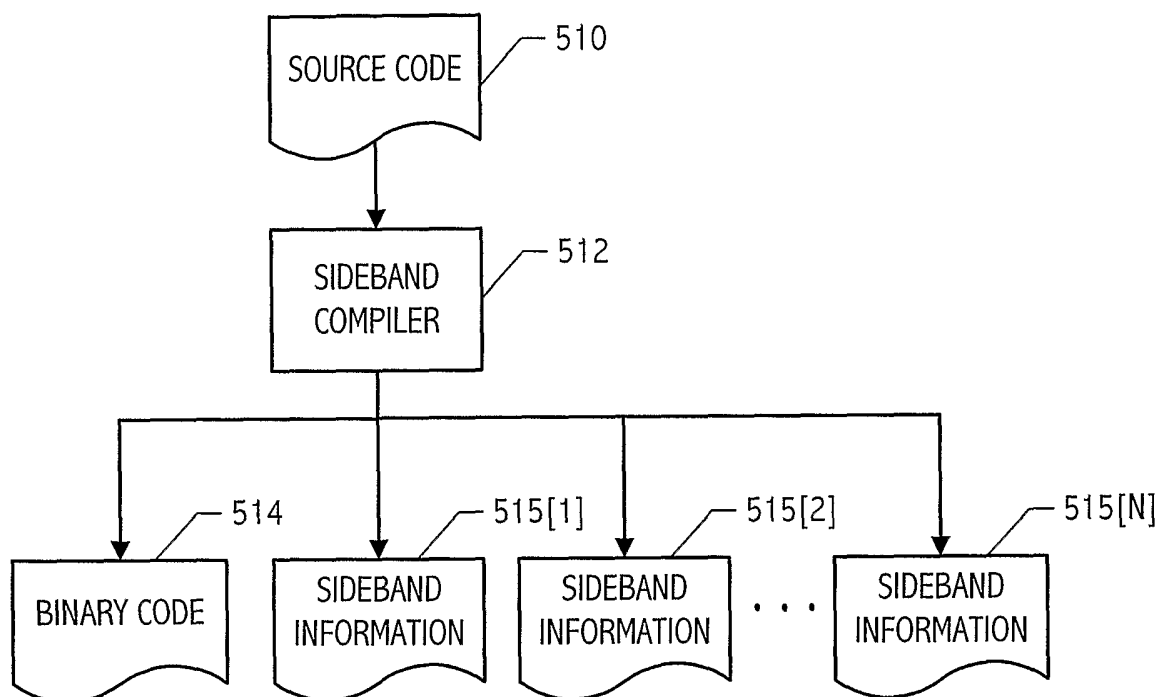 SOURCE CODE
510
SIDEBAND
COMPILER
512
514
515[1]
515[2]
515[N]
BINARY CODE
SIDEBAND
INFORMATION
SIDEBAND
INFORMATION
. . .
SIDEBAND
INFORMATION